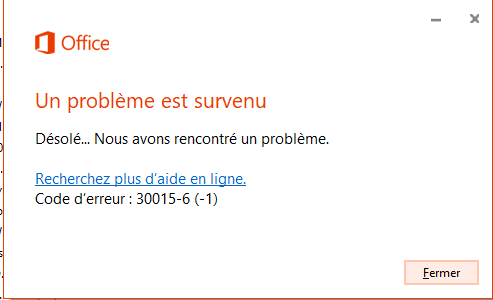 Office
Un problème est survenu
Désolé... Nous avons rencontré un problème.
Recherchez plus d'aide en ligne.
Code d'erreur : 30015-6 (-1)
Fermer